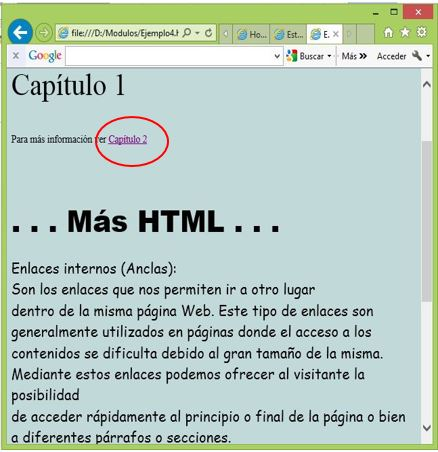 file:///D:/Modulos/Ejemplo4.h
Ho...
Est...
E...
x Google
Buscar
Más »
Acceder
Capítulo 1
Para más información ver Capítulo 2
. . . Más HTML . . .
Enlaces internos (Anclas):
Son los enlaces que nos permiten ir a otro lugar
dentro de la misma página Web. Este tipo de enlaces son
generalmente utilizados en páginas donde el acceso a los
contenidos se dificulta debido al gran tamaño de la misma.
Mediante estos enlaces podemos ofrecer al visitante la
posibilidad
de acceder rápidamente al principio o final de la página o bien
a diferentes párrafos o secciones.